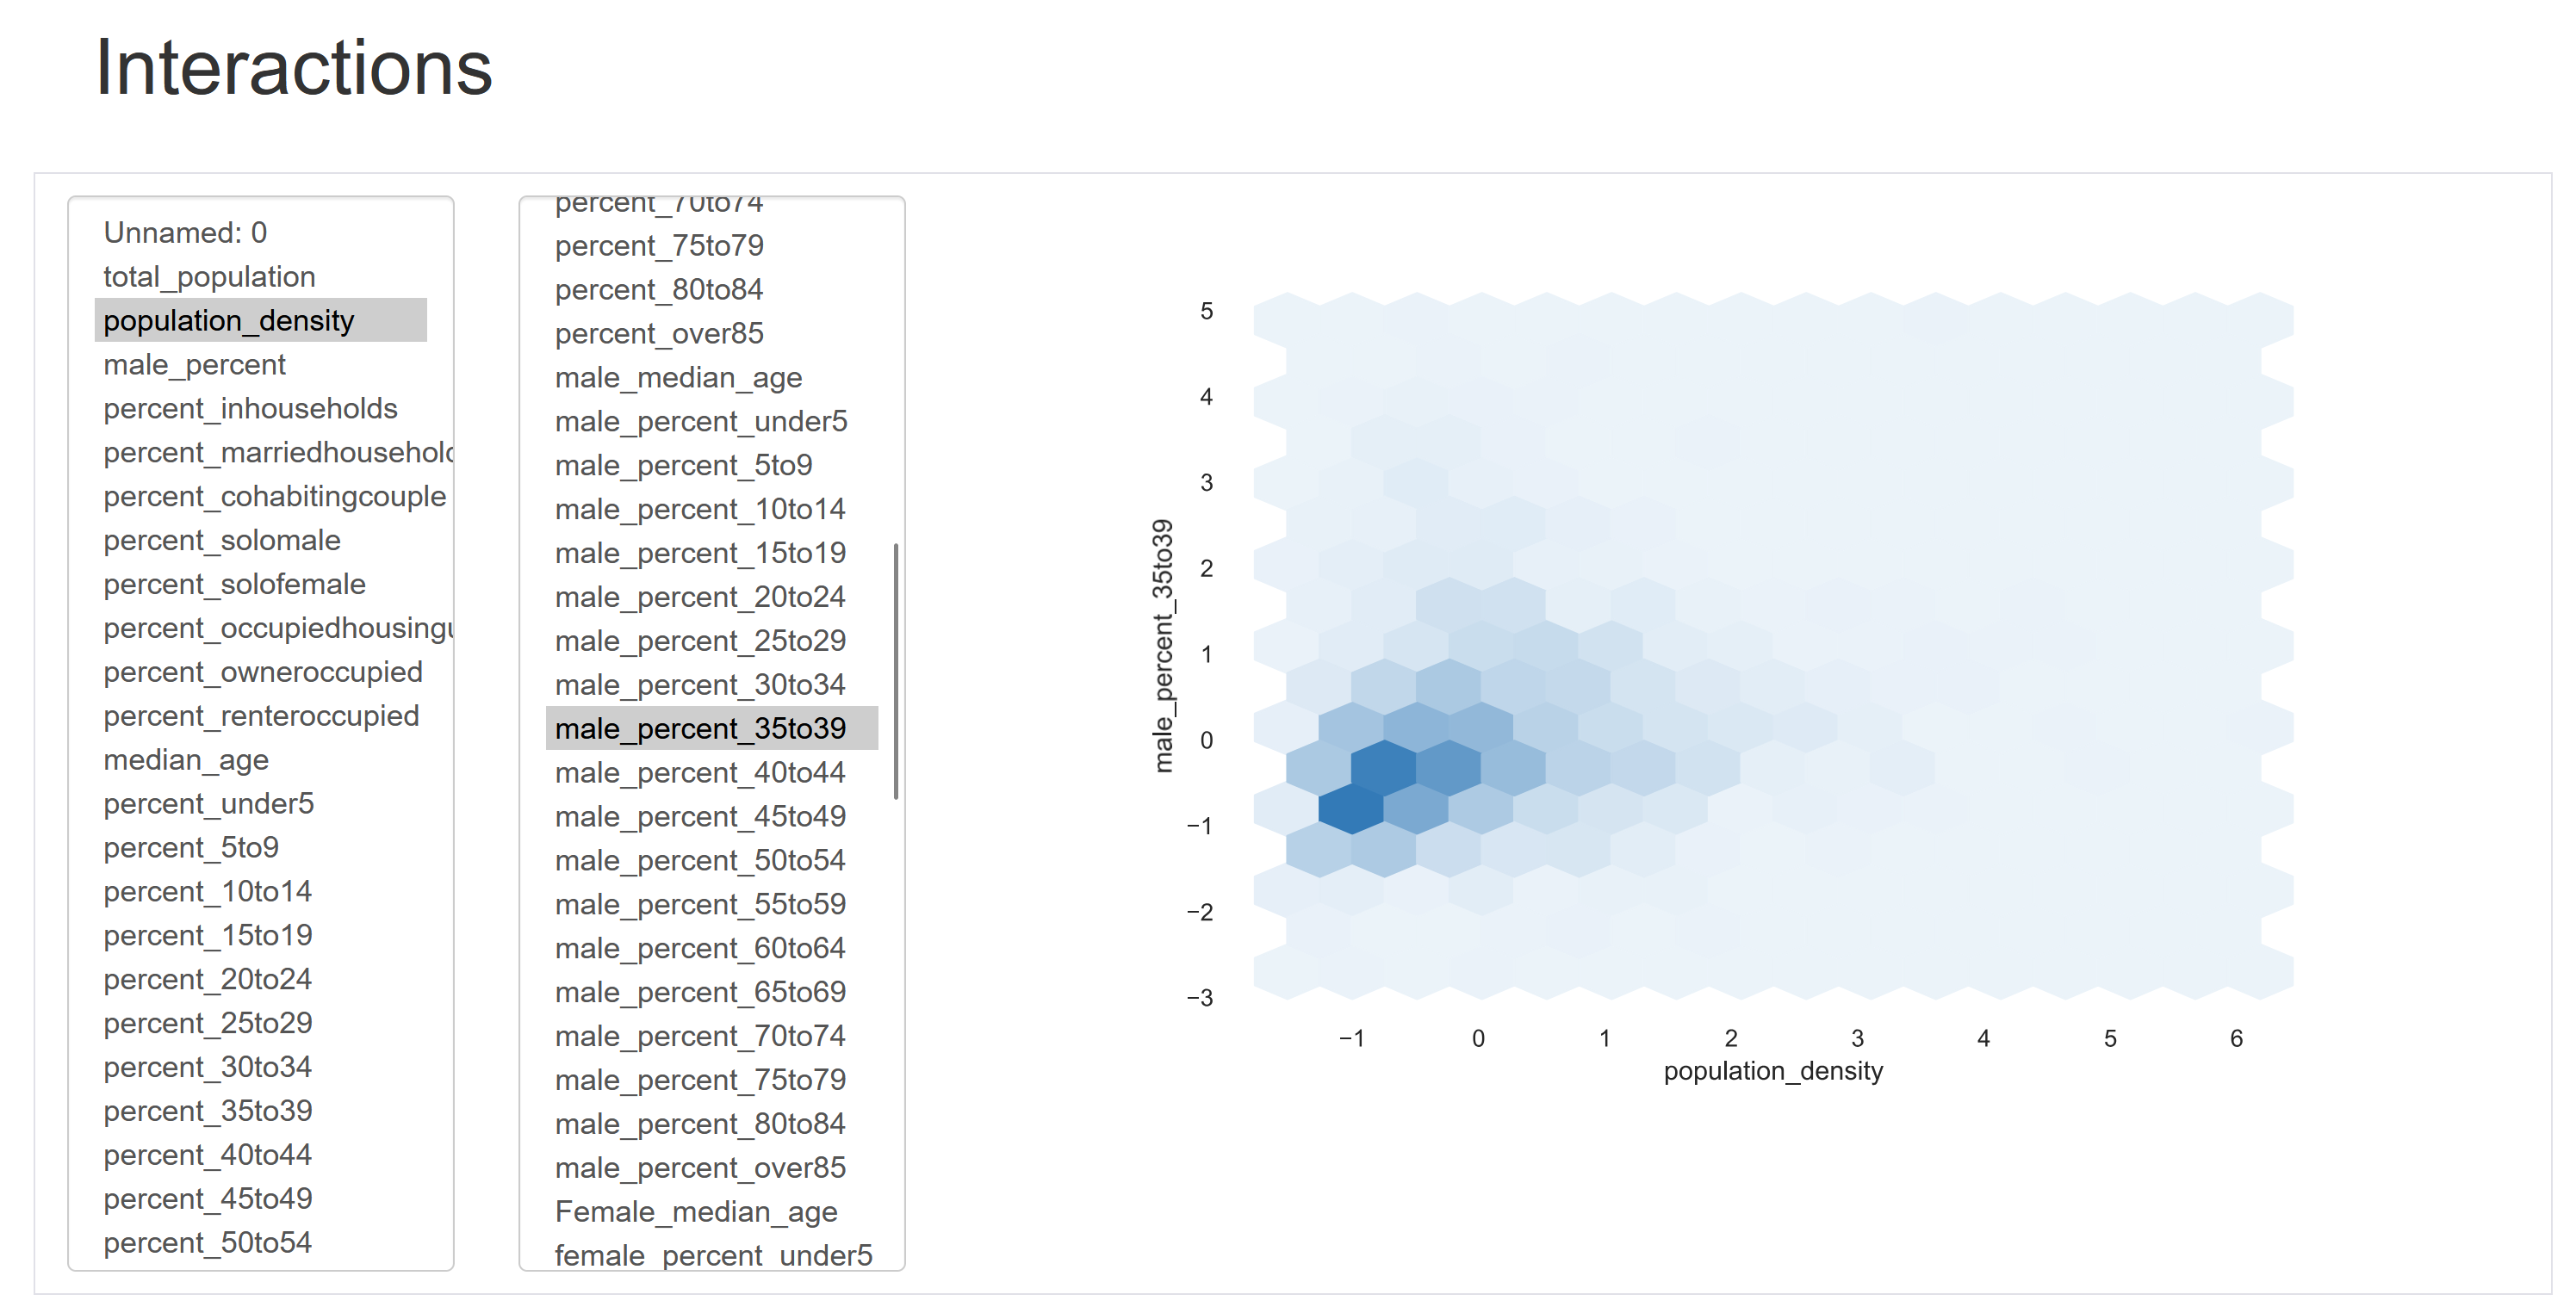 Interactions
Unnamed: 0
total_population
population_density
male_percent
percent_inhouseholds
percent_marriedhousehold
percent_cohabitingcouple
percent_solomale
percent_solofemale
percent_occupiedhousingu
percent_owneroccupied
percent_renteroccupied
median_age
percent_under5
percent_5to9
percent_10to14
percent_15to19
percent_20to24
percent_25to29
percent_30to34
percent_35to39
percent_40to44
percent_45to49
percent_50to54
percent_70to74
percent_75to79
percent_80to84
percent_over85
male_median_age
male_percent_under5
male_percent_5to9
male_percent_10to14
male_percent_15to19
male_percent_20to24
male_percent_25to29
male_percent_30to34
male_percent_35to39
male_percent_40to44
male_percent_45to49
male_percent_50to54
male_percent_55to59
male_percent_60to64
male_percent_65to69
male_percent_70to74
male_percent_75to79
male_percent_80to84
male_percent_over85
Female_median_age
female_percent_under5
male_percent_35to39
5
4
3
2
1
0
−1
−2
−3
−1 0 1 2 3 4 5 6
population_density